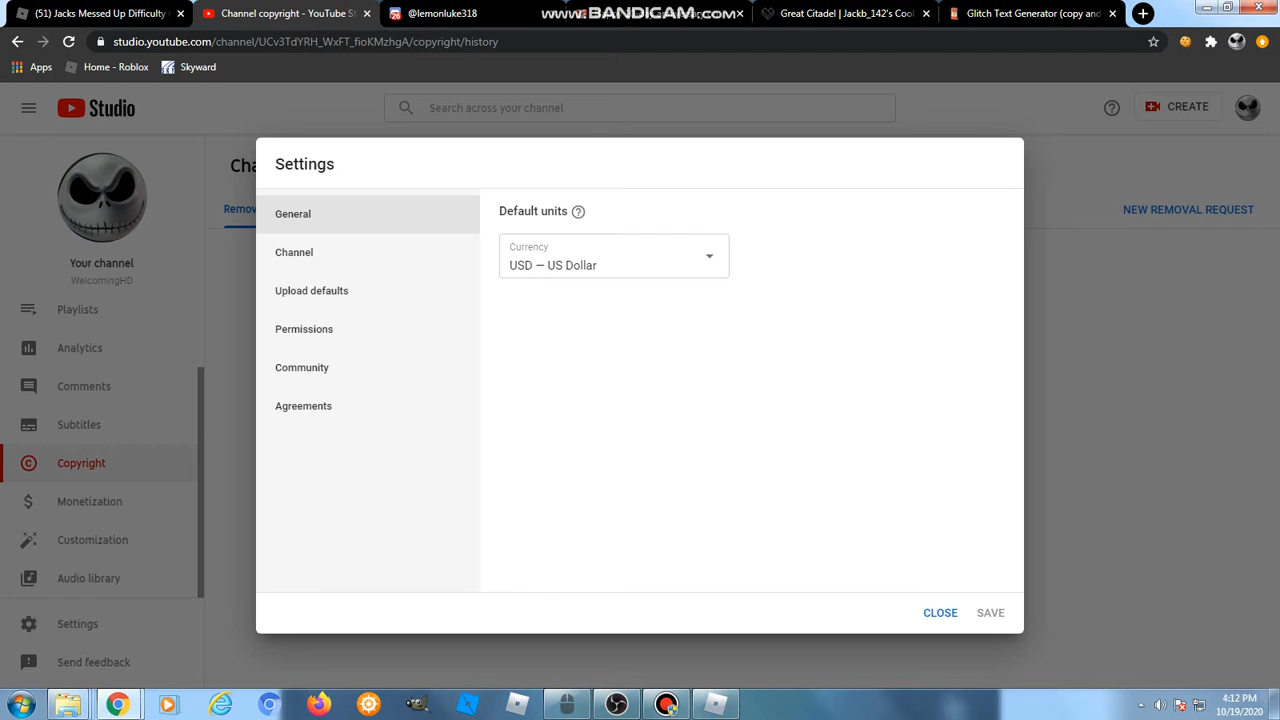 (51) Jacks Messed Up Difficulty
Channel copyright - YouTube St
@lemonluke318
www.BANDICAM.com
Great Citadel | Jackb_142's Cool
Glitch Text Generator (copy and
studio.youtube.com/channel/UCv3TdYRH_WxFT_fioKMzhgA/copyright/history
Apps
Home - Roblox
Skyward
Studio
Search across your channel
CREATE
Cha
Remov
NEW REMOVAL REQUEST
Your channel
WelcomingHD
Playlists
Analytics
Comments
Subtitles
Copyright
Monetization
Customization
Audio library
Settings
Send feedback
Settings
General
Channel
Upload defaults
Permissions
Community
Agreements
Default units
Currency
USD — US Dollar
CLOSE
SAVE
4:12 PM
10/19/2020